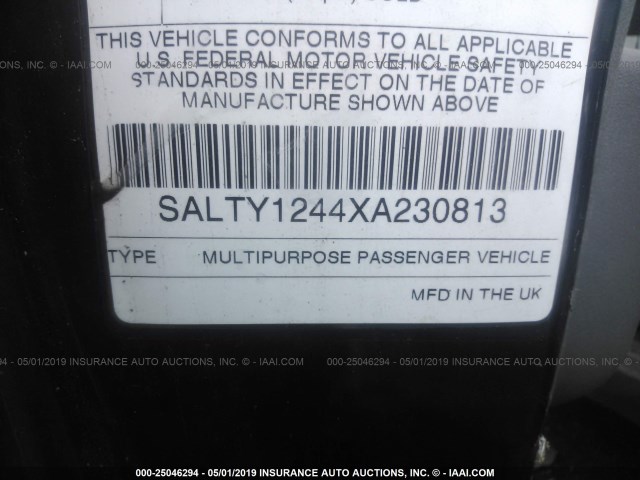 THIS VEHICLE CONFORMS TO ALL APPLICABLE
U.S. FEDERAL MOTOR VEHICLE SAFETY
STANDARDS IN EFFECT ON THE DATE OF
MANUFACTURE SHOWN ABOVE
SALTY1244XA230813
TYPE MULTIPURPOSE PASSENGER VEHICLE
MFD IN THE UK
000-25046294 - 05/01/2019 INSURANCE AUTO AUCTIONS, INC. © - IAAI.COM